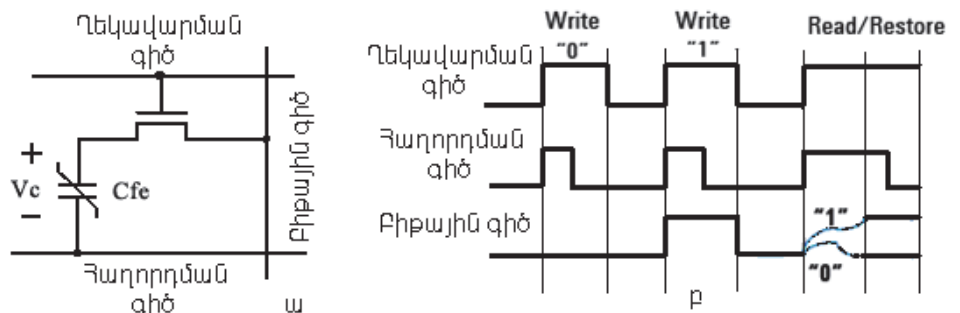 Ղեկավարման
գիծ
+
Vc
−
Cfe
Բիթային գիծ
Հաղորդման
գիծ
ա
Write
"0"
Write
"1"
Read/Restore
Ղեկավարման
գիծ
Հաղորդման
գիծ
Բիթային գիծ
"1"
"0"
բ